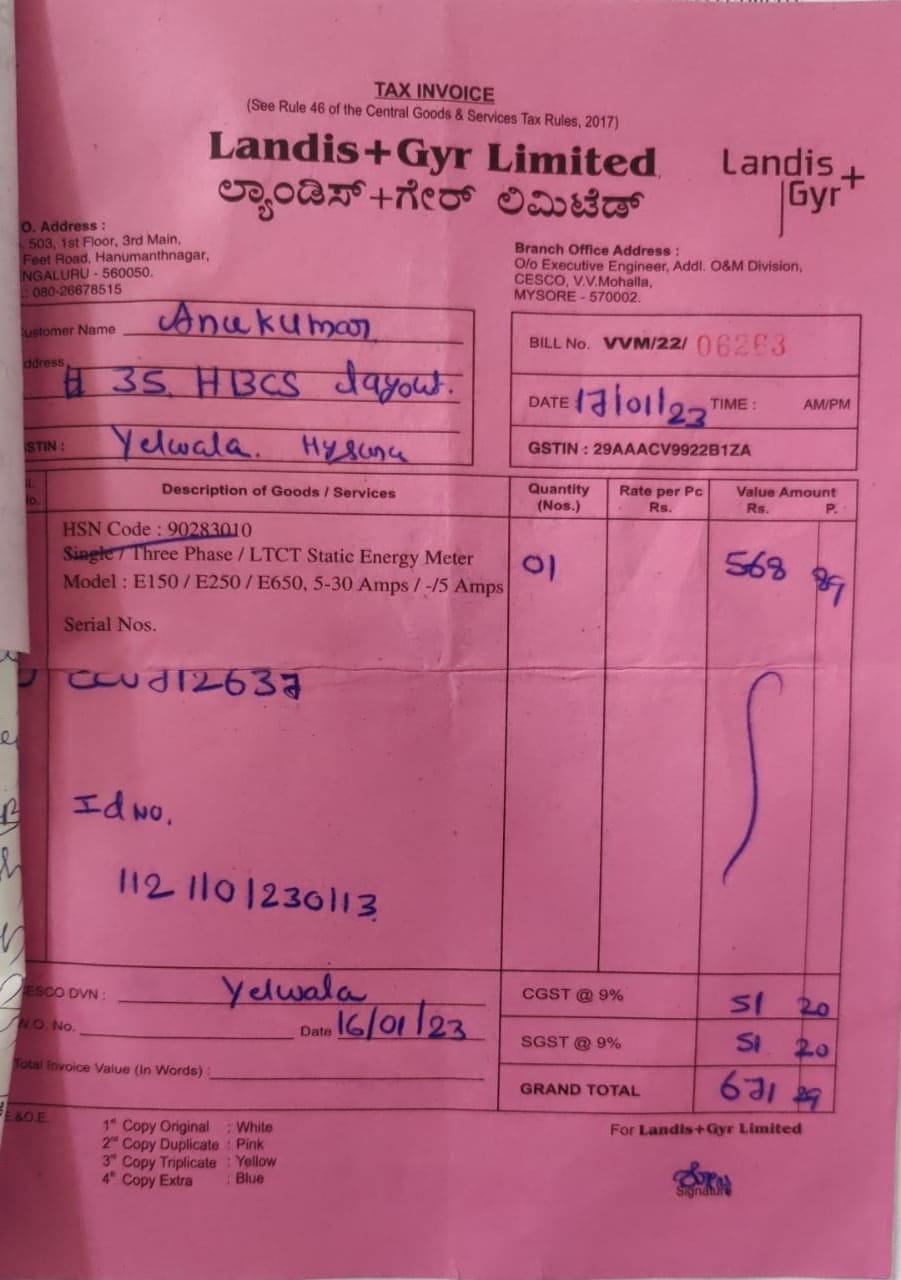 TAX INVOICE
(See Rule 46 of the Central Goods & Services Tax Rules, 2017)
Landis+Gyr Limited
ಲ್ಯಾಂಡಿಸ್+ಗೇರ್ ಲಿಮಿಟೆಡ್
Landis
Gyr+
O. Address :
503, 1st Floor, 3rd Main,
Feet Road, Hanumanthnagar,
NGALURU - 560050.
: 080-26678515
Branch Office Address :
O/o Executive Engineer, Addl. O&M Division,
CESCO, V.V.Mohalla,
MYSORE - 570002.
ustomer Name Anukumar
ddress # 35, HBCS layout.
STIN : Yelwala.
BILL No. VVM/22/
DATE 17/01/23 TIME : AM/PM
GSTIN : 29AAACV9922B1ZA
Description of Goods / Services
Quantity (Nos.)
Rate per Pc Rs.
Value Amount Rs. P.
HSN Code : 90283010
Single / Three Phase / LTCT Static Energy Meter
Model : E150 / E250 / E650, 5-30 Amps / -/5 Amps
01 568 89
Serial Nos.
Id No.
1121101230113
ESCO DVN : Yelwala
W.O. No. Date 16/01/23
Total Invoice Value (In Words) :
CGST @ 9% 51 20
SGST @ 9% 51 20
GRAND TOTAL 671 29
E&O.E.
1st Copy Original : White
2nd Copy Duplicate : Pink
3rd Copy Triplicate : Yellow
4th Copy Extra : Blue
For Landis+Gyr Limited
Signature